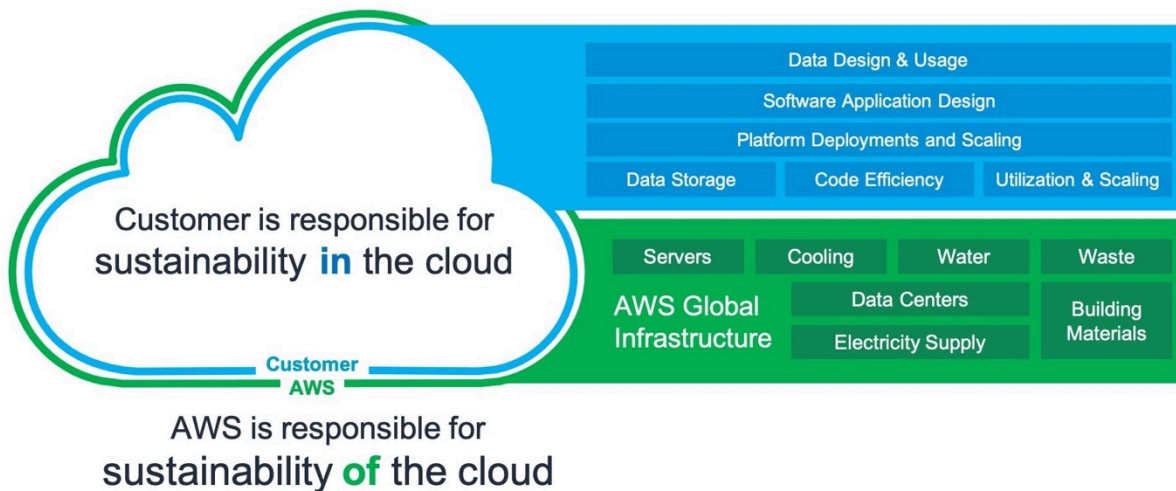 Data Design & Usage
Software Application Design
Platform Deployments and Scaling
Data Storage
Code Efficiency
Utilization & Scaling
Customer is responsible for
sustainability in the cloud
Servers
Cooling
Water
Waste
AWS Global
Infrastructure
Data Centers
Electricity Supply
Building
Materials
Customer
AWS
AWS is responsible for
sustainability of the cloud